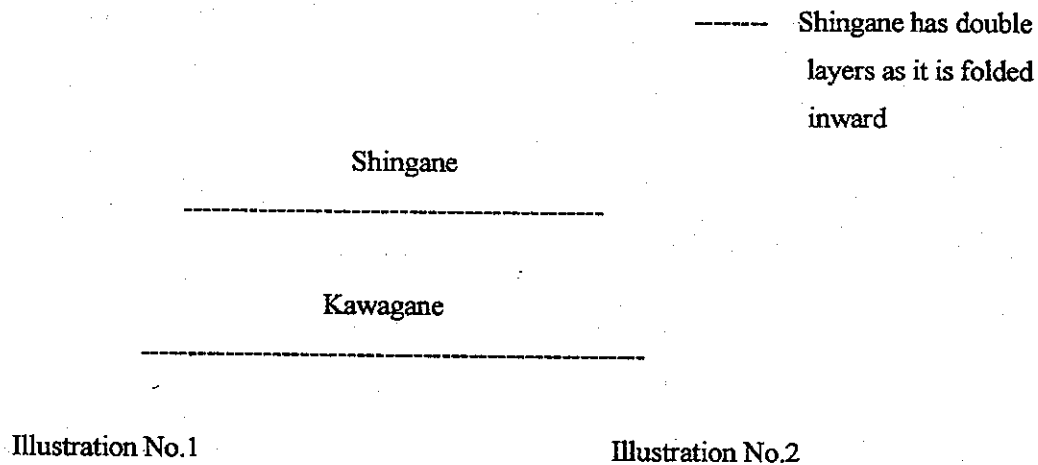 ------ Shingane has double
layers as it is folded
inward
Shingane
Kawagane
Illustration No.1
Illustration No.2